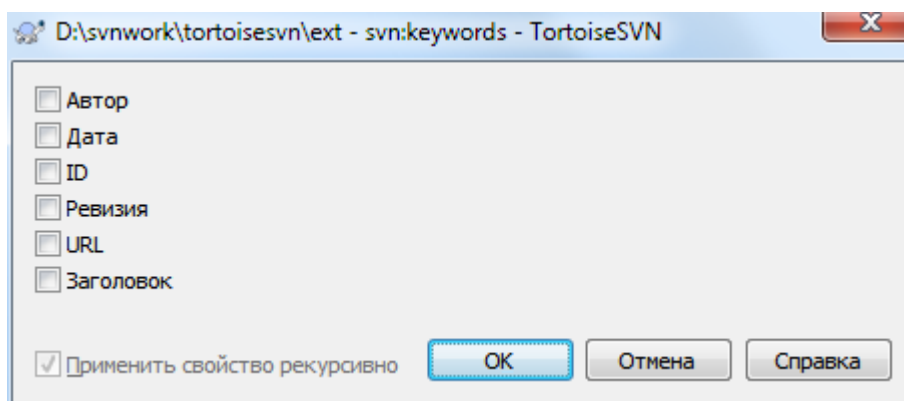 D:\svnwork\tortoisesvn\ext - svn:keywords - TortoiseSVN
Автор
Дата
ID
Ревизия
URL
Заголовок
Применить свойство рекурсивно OK Отмена Справка